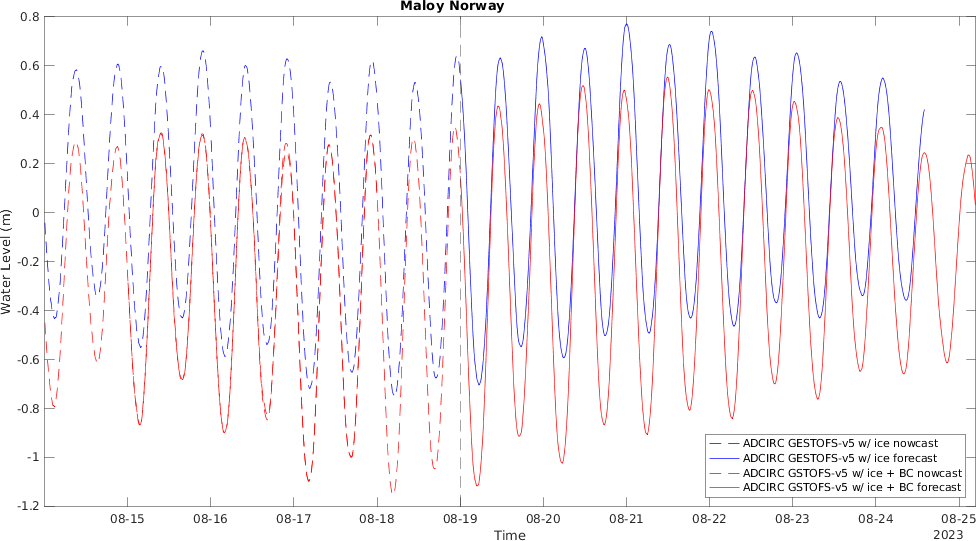 Maloy Norway
0.8
0.6
0.4
0.2
0
-0.2
-0.4
-0.6
-0.8
-1
-1.2
Water Level (m)
ADCIRC GESTOFS-v5 w/ ice nowcast
ADCIRC GESTOFS-v5 w/ ice forecast
ADCIRC GSTOFS-v5 w/ ice + BC nowcast
ADCIRC GSTOFS-v5 w/ ice + BC forecast
08-15 08-16 08-17 08-18 08-19 08-20 08-21 08-22 08-23 08-24 08-25
Time
2023